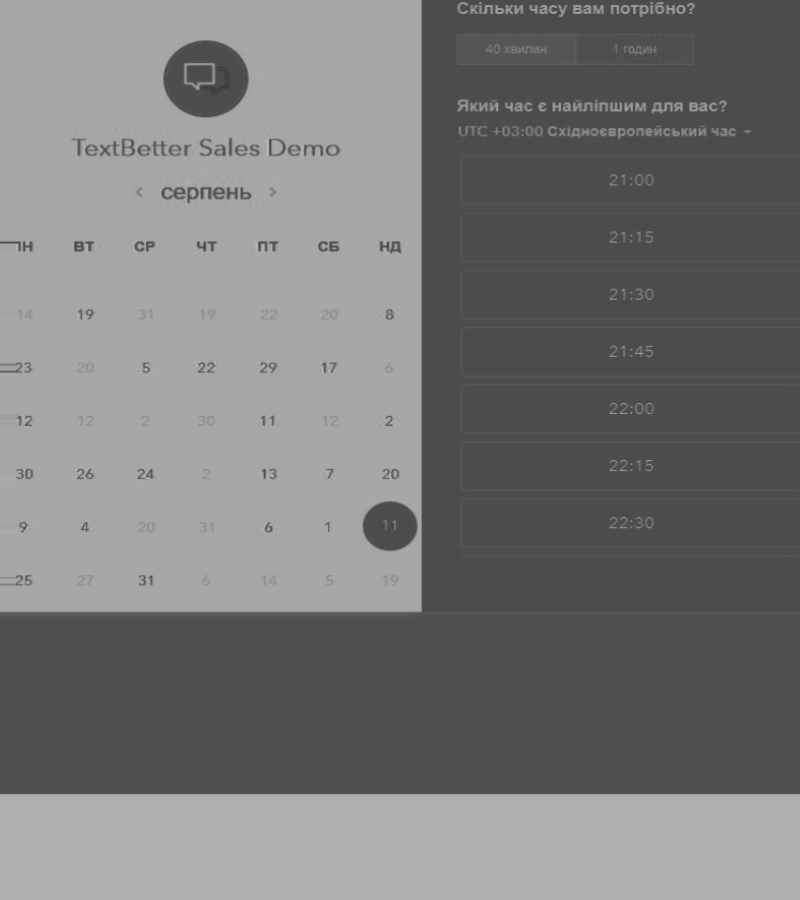 TextBetter Sales Demo
< серпень >
ПН ВТ СР ЧТ ПТ СБ НД
14 19 31 19 22 20 8
23 20 5 22 29 17 6
12 12 2 30 11 12 2
30 26 24 2 13 7 20
9 4 20 31 6 1 11
25 27 31 6 14 5 19
Скільки часу вам потрібно?
40 хвилин 1 годин
Який час є найліпшим для вас?
UTC +03:00 Східноєвропейський час
21:00
21:15
21:30
21:45
22:00
22:15
22:30